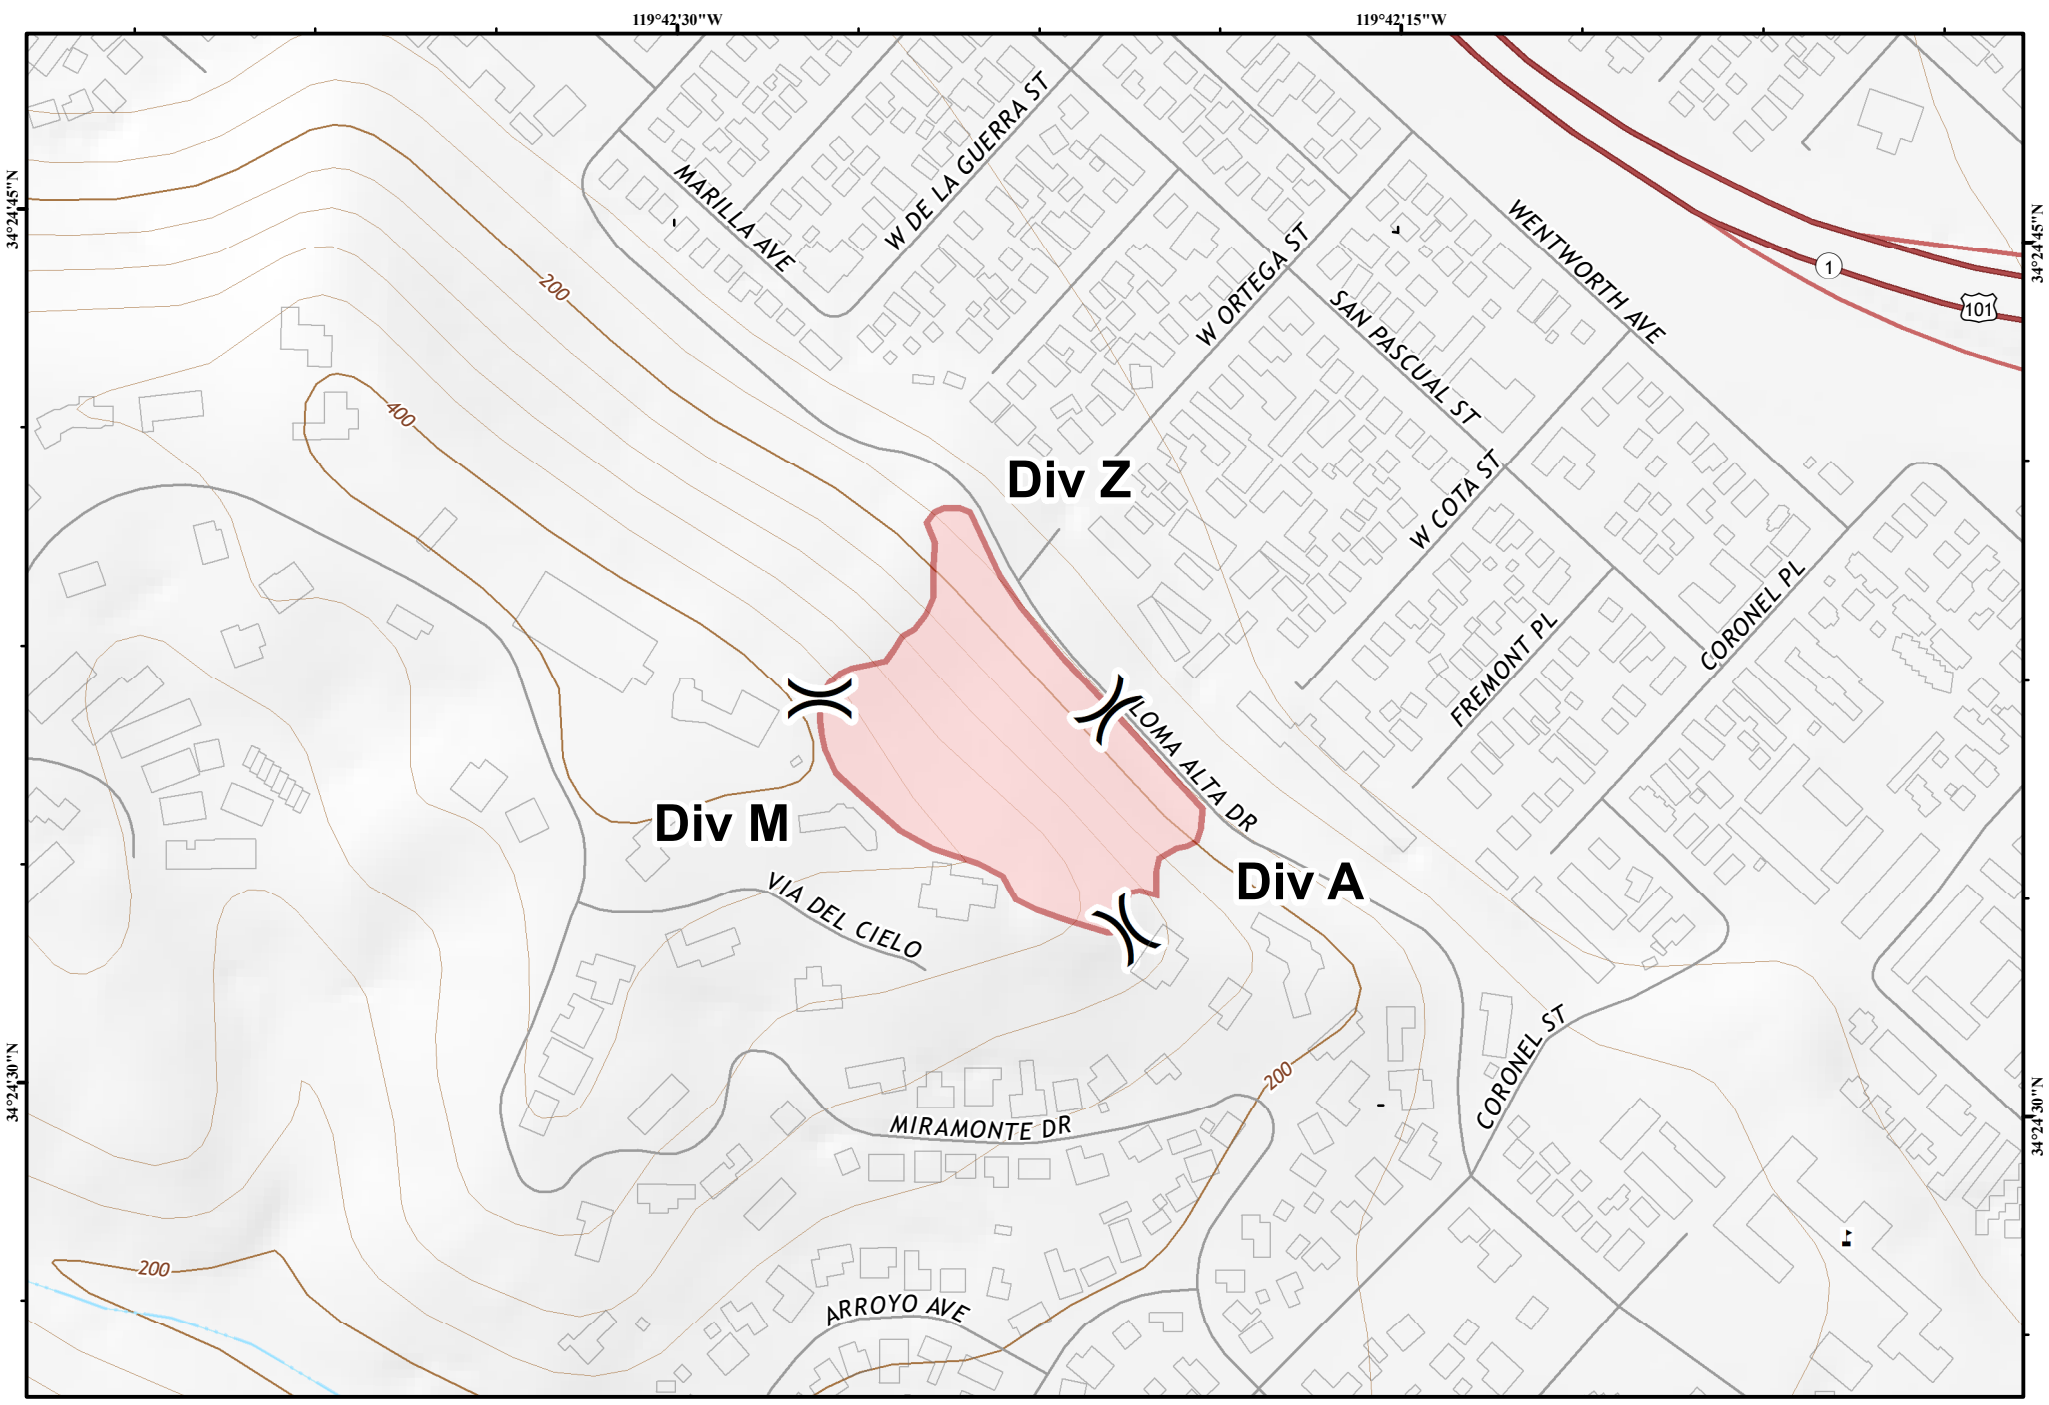 119°42'30"W
119°42'15"W
34°24'45"N
34°24'45"N
MARILLA AVE
W DE LA GUERRA ST
WENTWORTH AVE
W ORTEGA ST
1
101
200
SAN PASCUAL ST
400
Div Z
W COTA ST
CORONEL PL
FREMONT PL
LOMA ALTA DR
Div M
Div A
VIA DEL CIELO
CORONEL ST
34°24'30"N
34°24'30"N
200
MIRAMONTE DR
200
ARROYO AVE